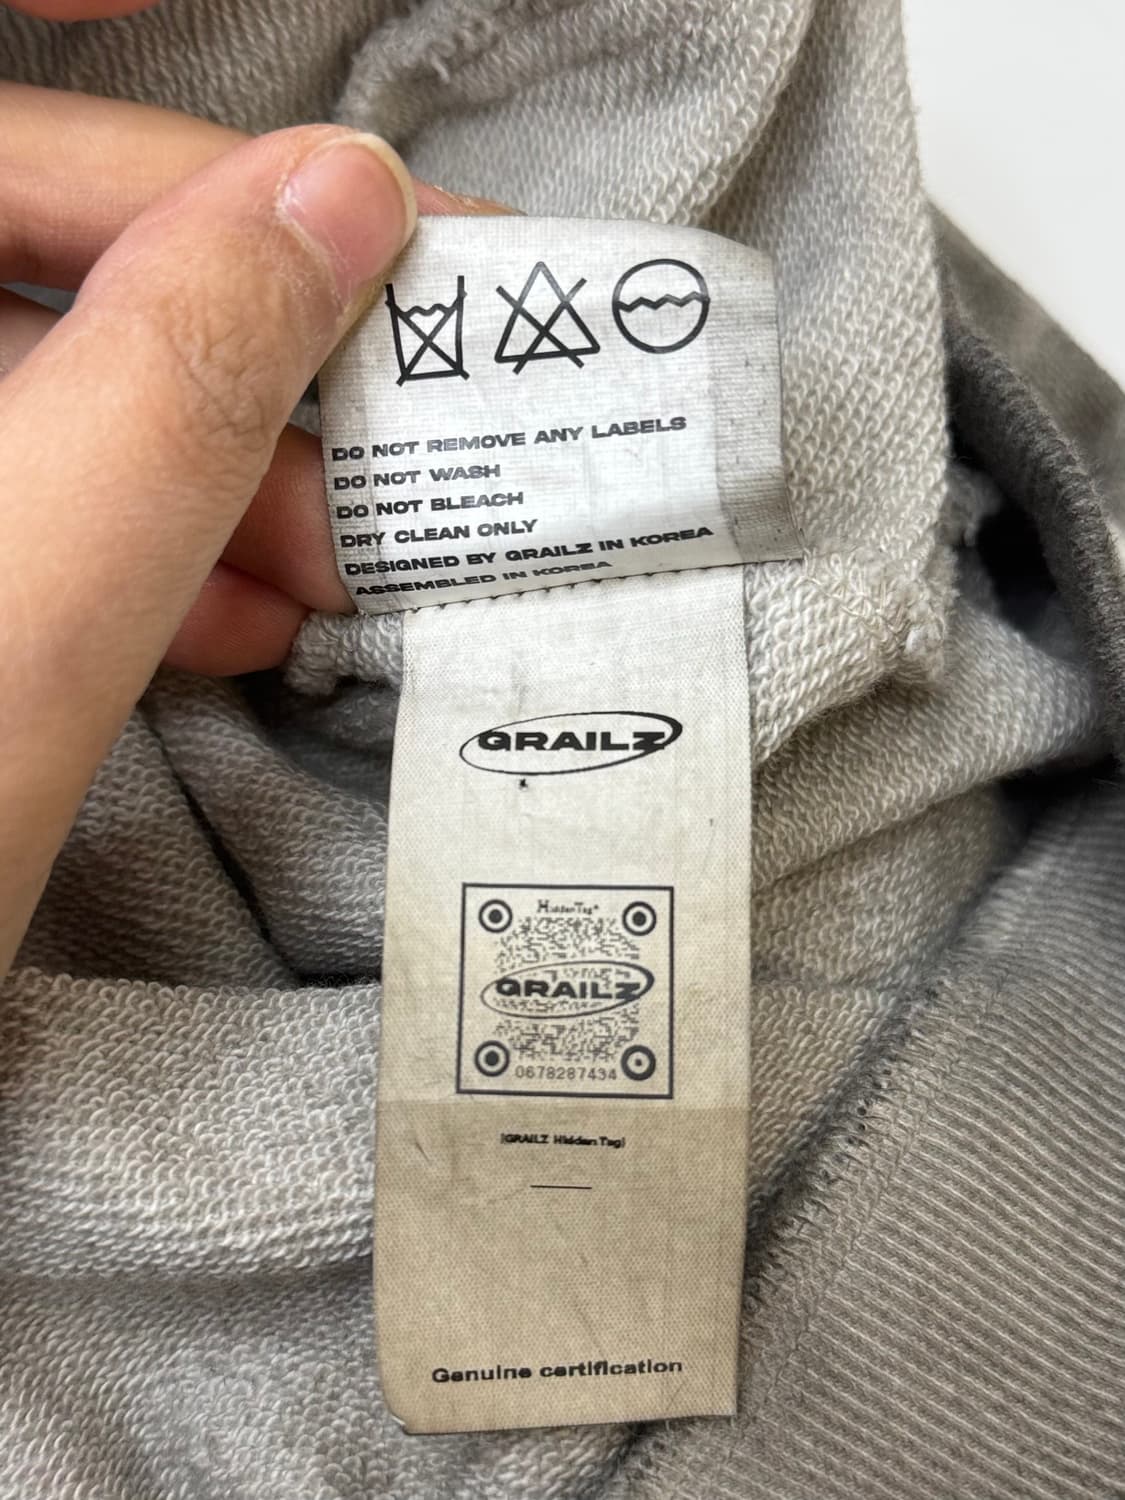 DO NOT REMOVE ANY LABELS
DO NOT WASH
DO NOT BLEACH
DRY CLEAN ONLY
DESIGNED BY GRAILZ IN KOREA
ASSEMBLED IN KOREA
GRAILZ
HiddenTag®
GRAILZ
0678287434
[GRAILZ Hidden Tag]
Genuine certification